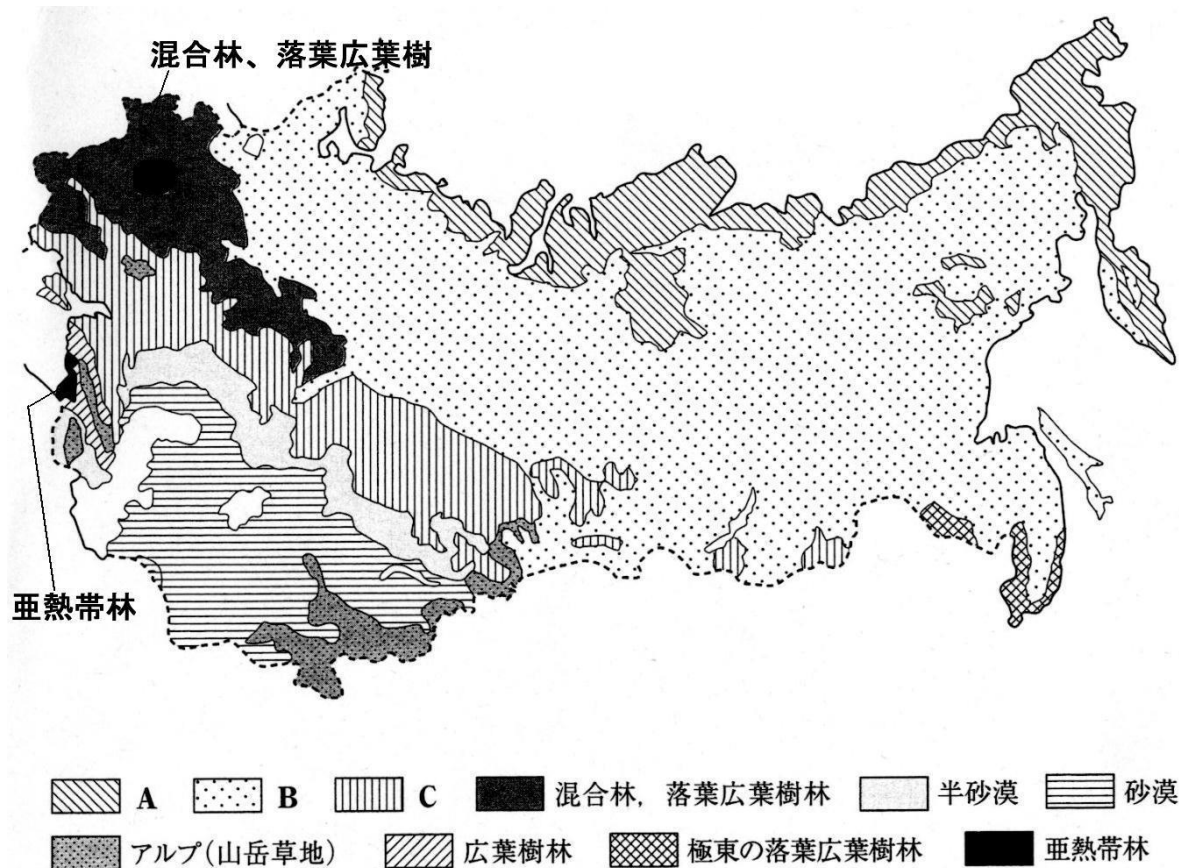 混合林、落葉広葉樹
亜熱帯林
A B C 混合林，落葉広葉樹林 半砂漠 砂漠
アルプ(山岳草地) 広葉樹林 極東の落葉広葉樹林 亜熱帯林